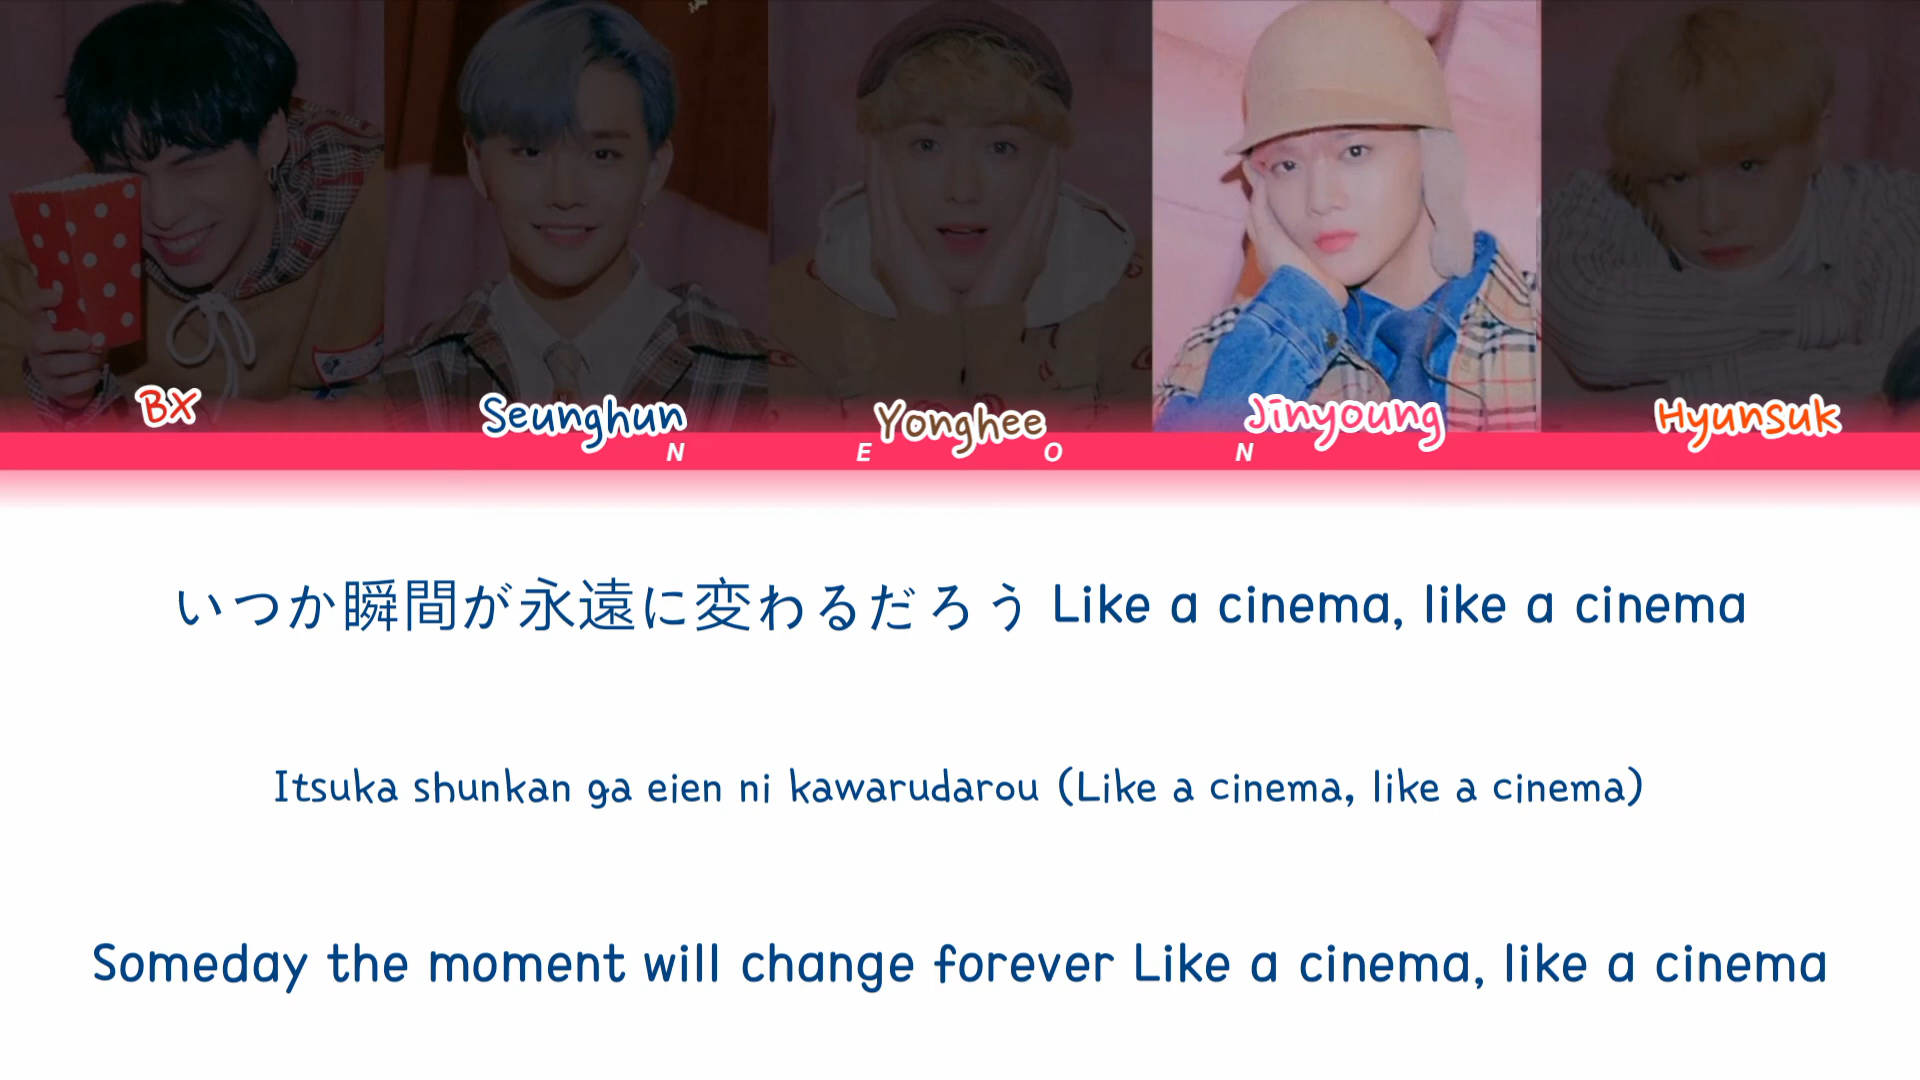 BX
Seunghun
Yonghee
Jinyoung
Hyunsuk
N E O N
いつか瞬間が永遠に変わるだろう Like a cinema, like a cinema
Itsuka shunkan ga eien ni kawarudarou (Like a cinema, like a cinema)
Someday the moment will change forever Like a cinema, like a cinema